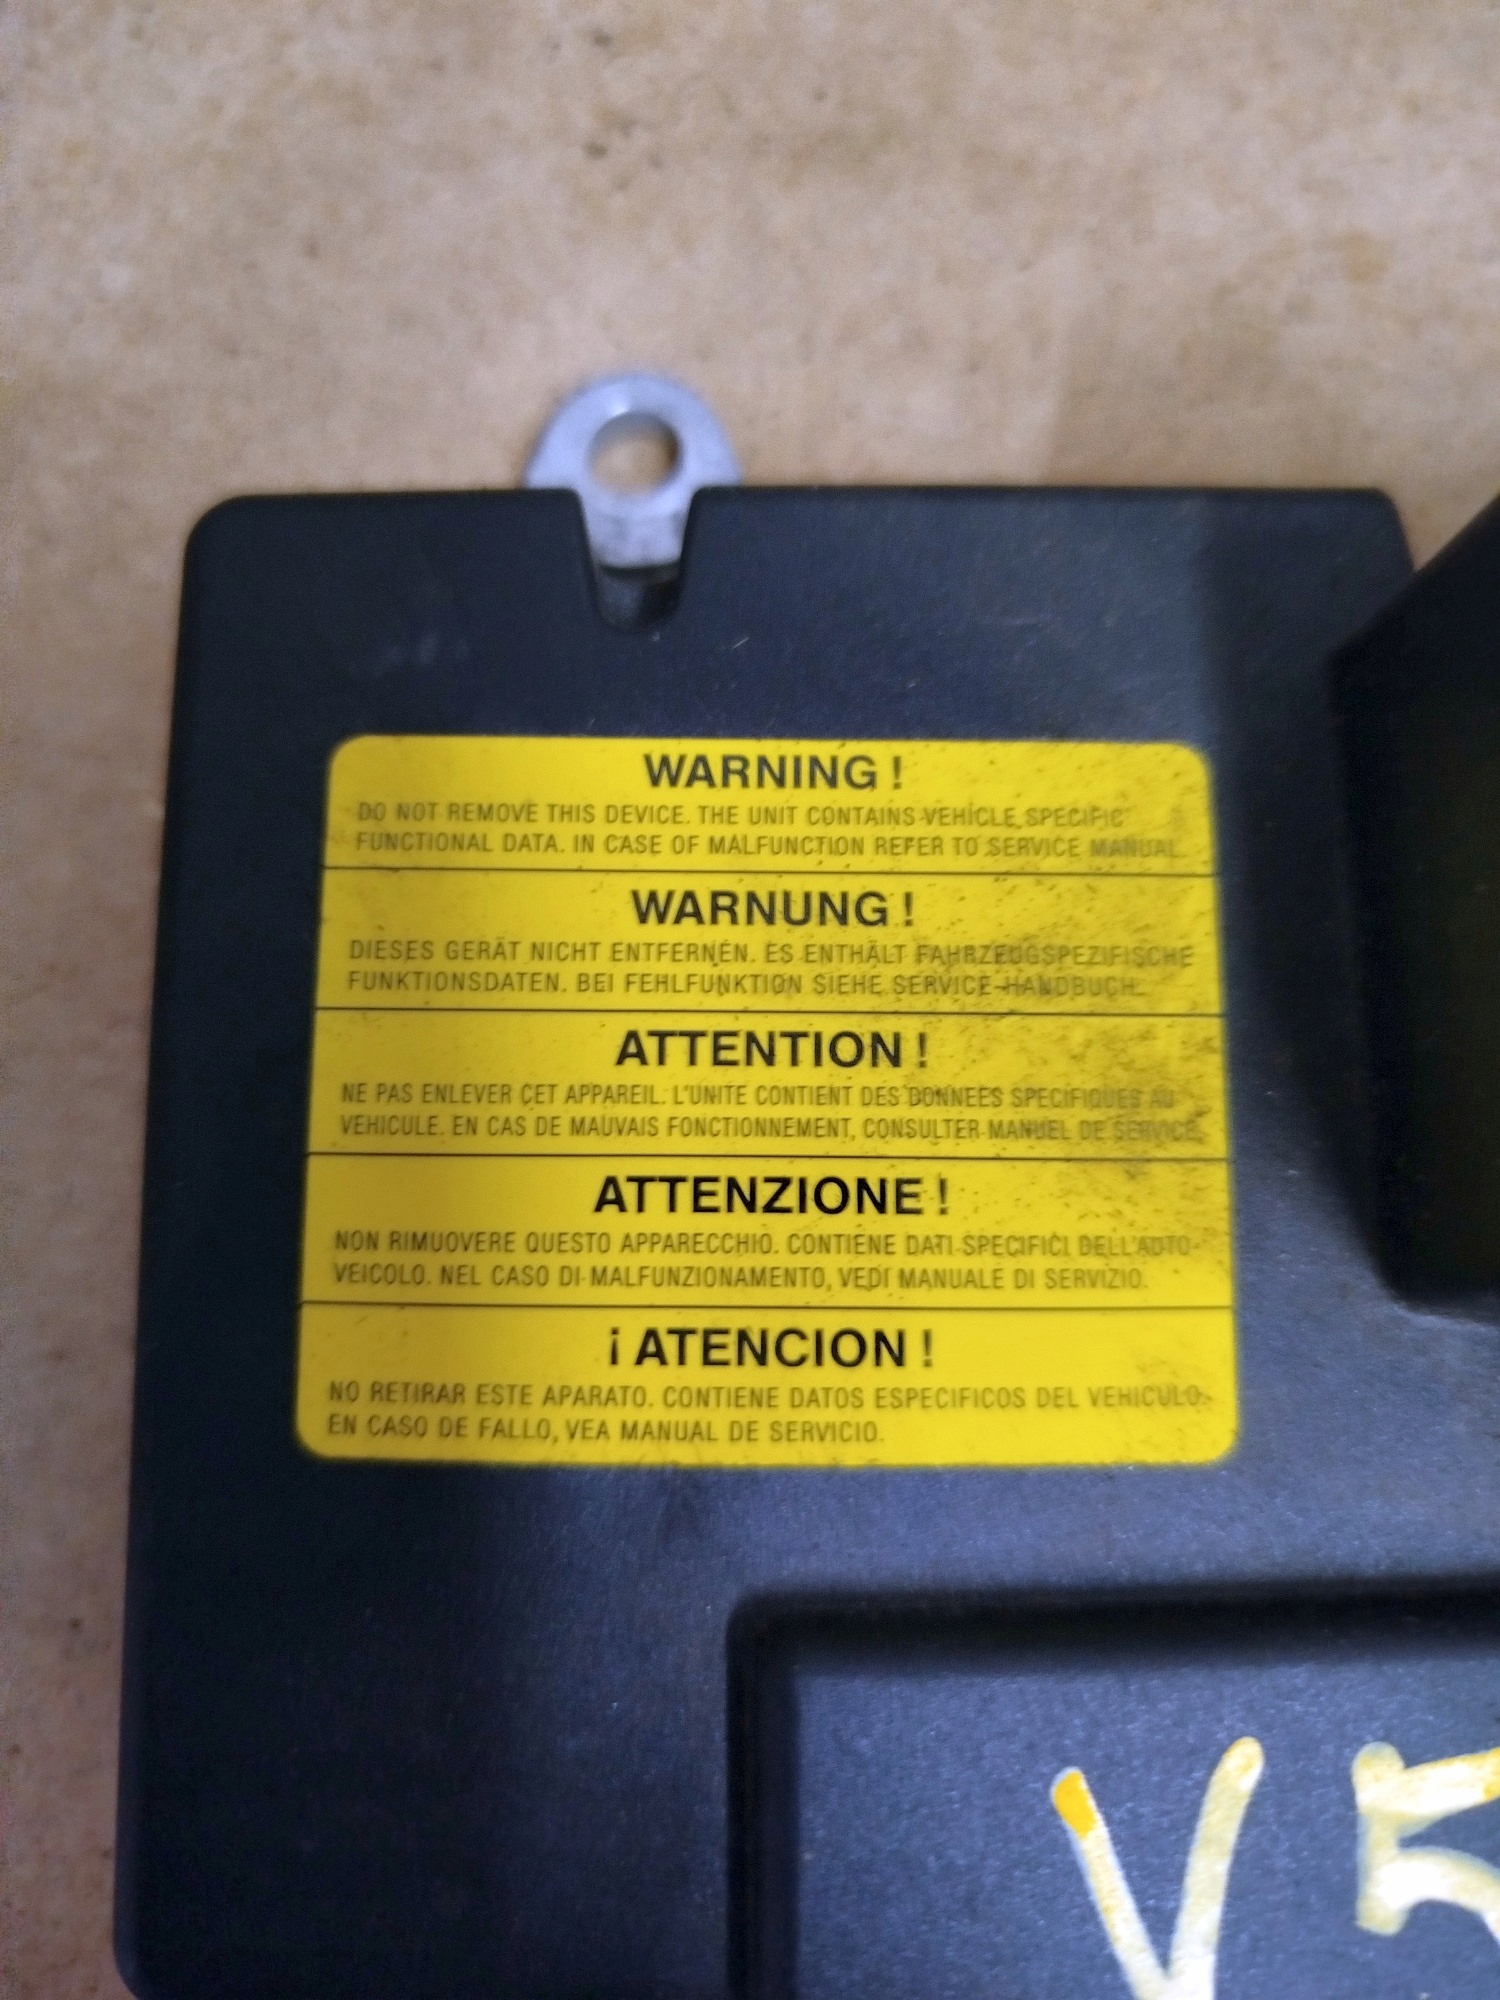 WARNING !
DO NOT REMOVE THIS DEVICE. THE UNIT CONTAINS VEHICLE SPECIFIC
FUNCTIONAL DATA. IN CASE OF MALFUNCTION REFER TO SERVICE MANUAL.
WARNUNG !
DIESES GERÄT NICHT ENTFERNEN. ES ENTHÄLT FAHRZEUGSPEZIFISCHE
FUNKTIONSDATEN. BEI FEHLFUNKTION SIEHE SERVICE-HANDBUCH.
ATTENTION !
NE PAS ENLEVER CET APPAREIL. L'UNITE CONTIENT DES DONNEES SPECIFIQUES AU
VEHICULE. EN CAS DE MAUVAIS FONCTIONNEMENT, CONSULTER MANUEL DE SERVICE.
ATTENZIONE !
NON RIMUOVERE QUESTO APPARECCHIO. CONTIENE DATI SPECIFICI DELL'AUTO-
VEICOLO. NEL CASO DI MALFUNZIONAMENTO, VEDI MANUALE DI SERVIZIO.
¡ ATENCION !
NO RETIRAR ESTE APARATO. CONTIENE DATOS ESPECIFICOS DEL VEHICULO.
EN CASO DE FALLO, VEA MANUAL DE SERVICIO.
V5